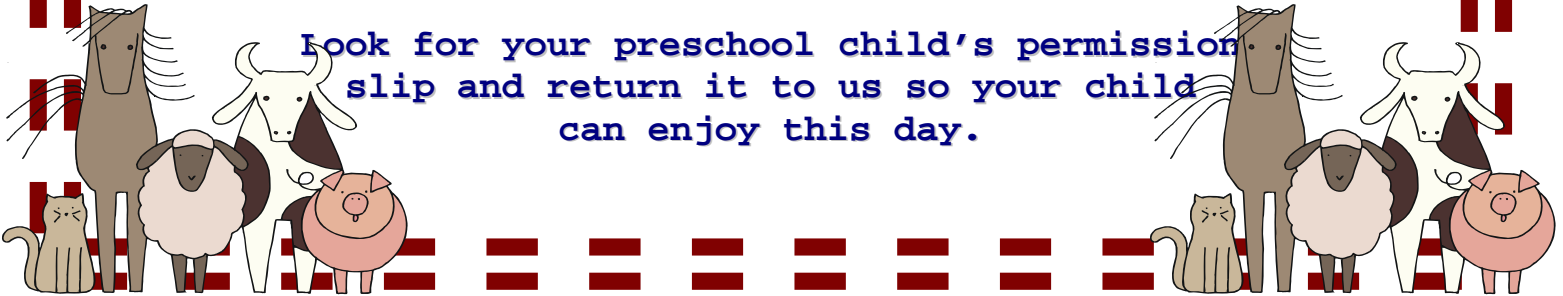 Look for your preschool child’s permission
slip and return it to us so your child
can enjoy this day.